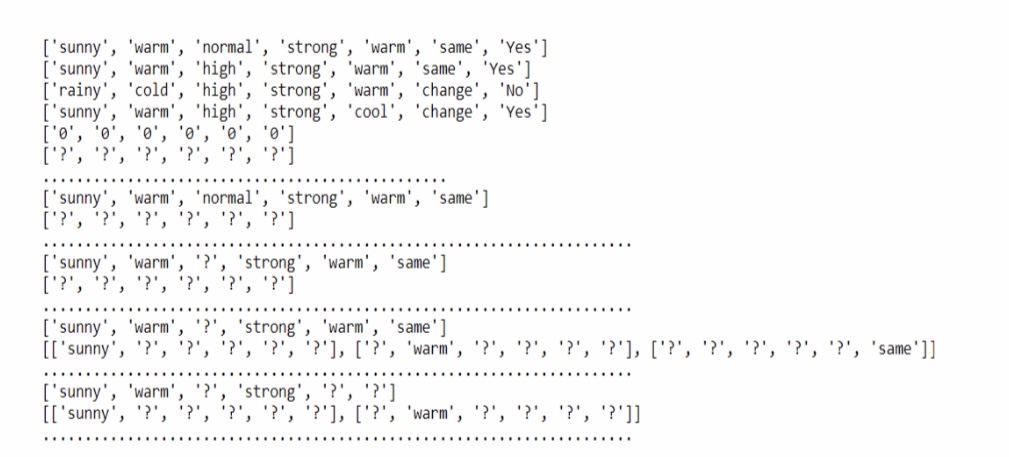 ['sunny', 'warm', 'normal', 'strong', 'warm', 'same', 'Yes']
['sunny', 'warm', 'high', 'strong', 'warm', 'same', 'Yes']
['rainy', 'cold', 'high', 'strong', 'warm', 'change', 'No']
['sunny', 'warm', 'high', 'strong', 'cool', 'change', 'Yes']
['0', '0', '0', '0', '0', '0']
['?', '?', '?', '?', '?', '?']
................................................
['sunny', 'warm', 'normal', 'strong', 'warm', 'same']
['?', '?', '?', '?', '?', '?']
......................................................................
['sunny', 'warm', '?', 'strong', 'warm', 'same']
['?', '?', '?', '?', '?', '?']
......................................................................
['sunny', 'warm', '?', 'strong', 'warm', 'same']
[['sunny', '?', '?', '?', '?', '?'], ['?', 'warm', '?', '?', '?', '?'], ['?', '?', '?', '?', '?', 'same']]
......................................................................
['sunny', 'warm', '?', 'strong', '?', '?']
[['sunny', '?', '?', '?', '?', '?'], ['?', 'warm', '?', '?', '?', '?']]
......................................................................